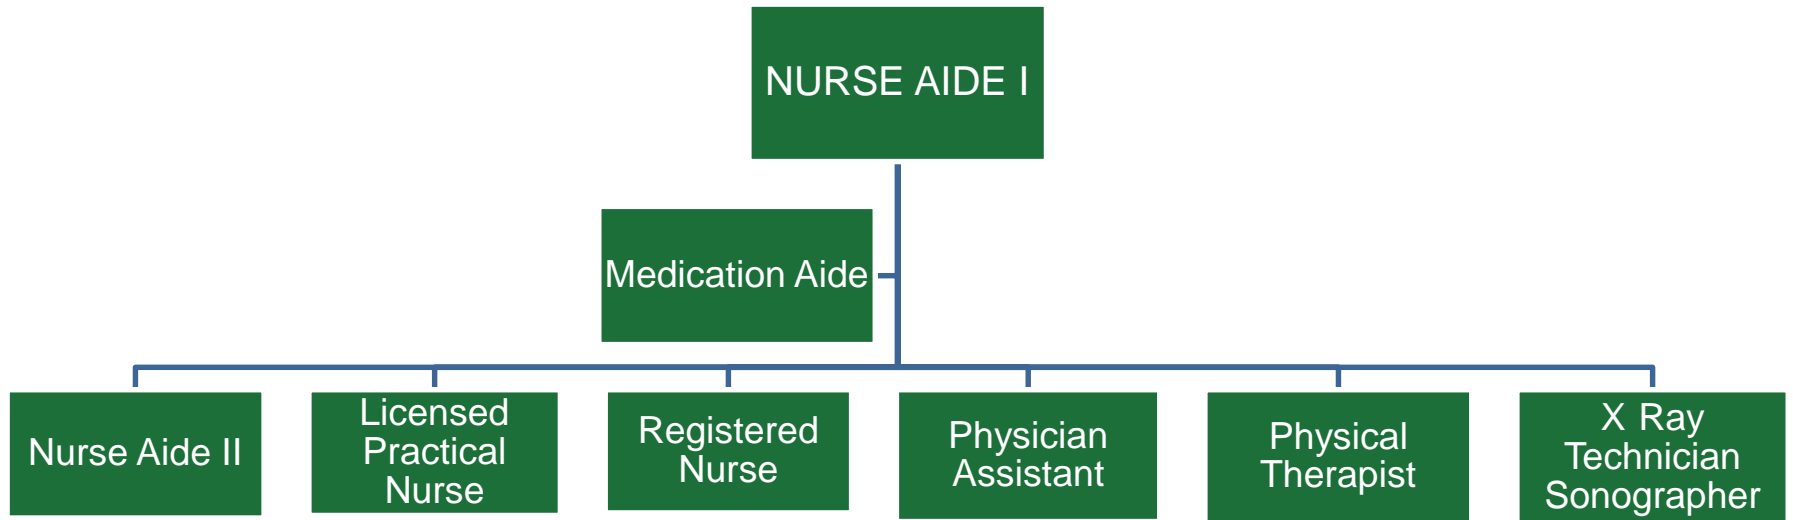 NURSE AIDE I
Medication Aide
Nurse Aide II
Licensed
Practical
Nurse
Registered
Nurse
Physician
Assistant
Physical
Therapist
X Ray
Technician
Sonographer